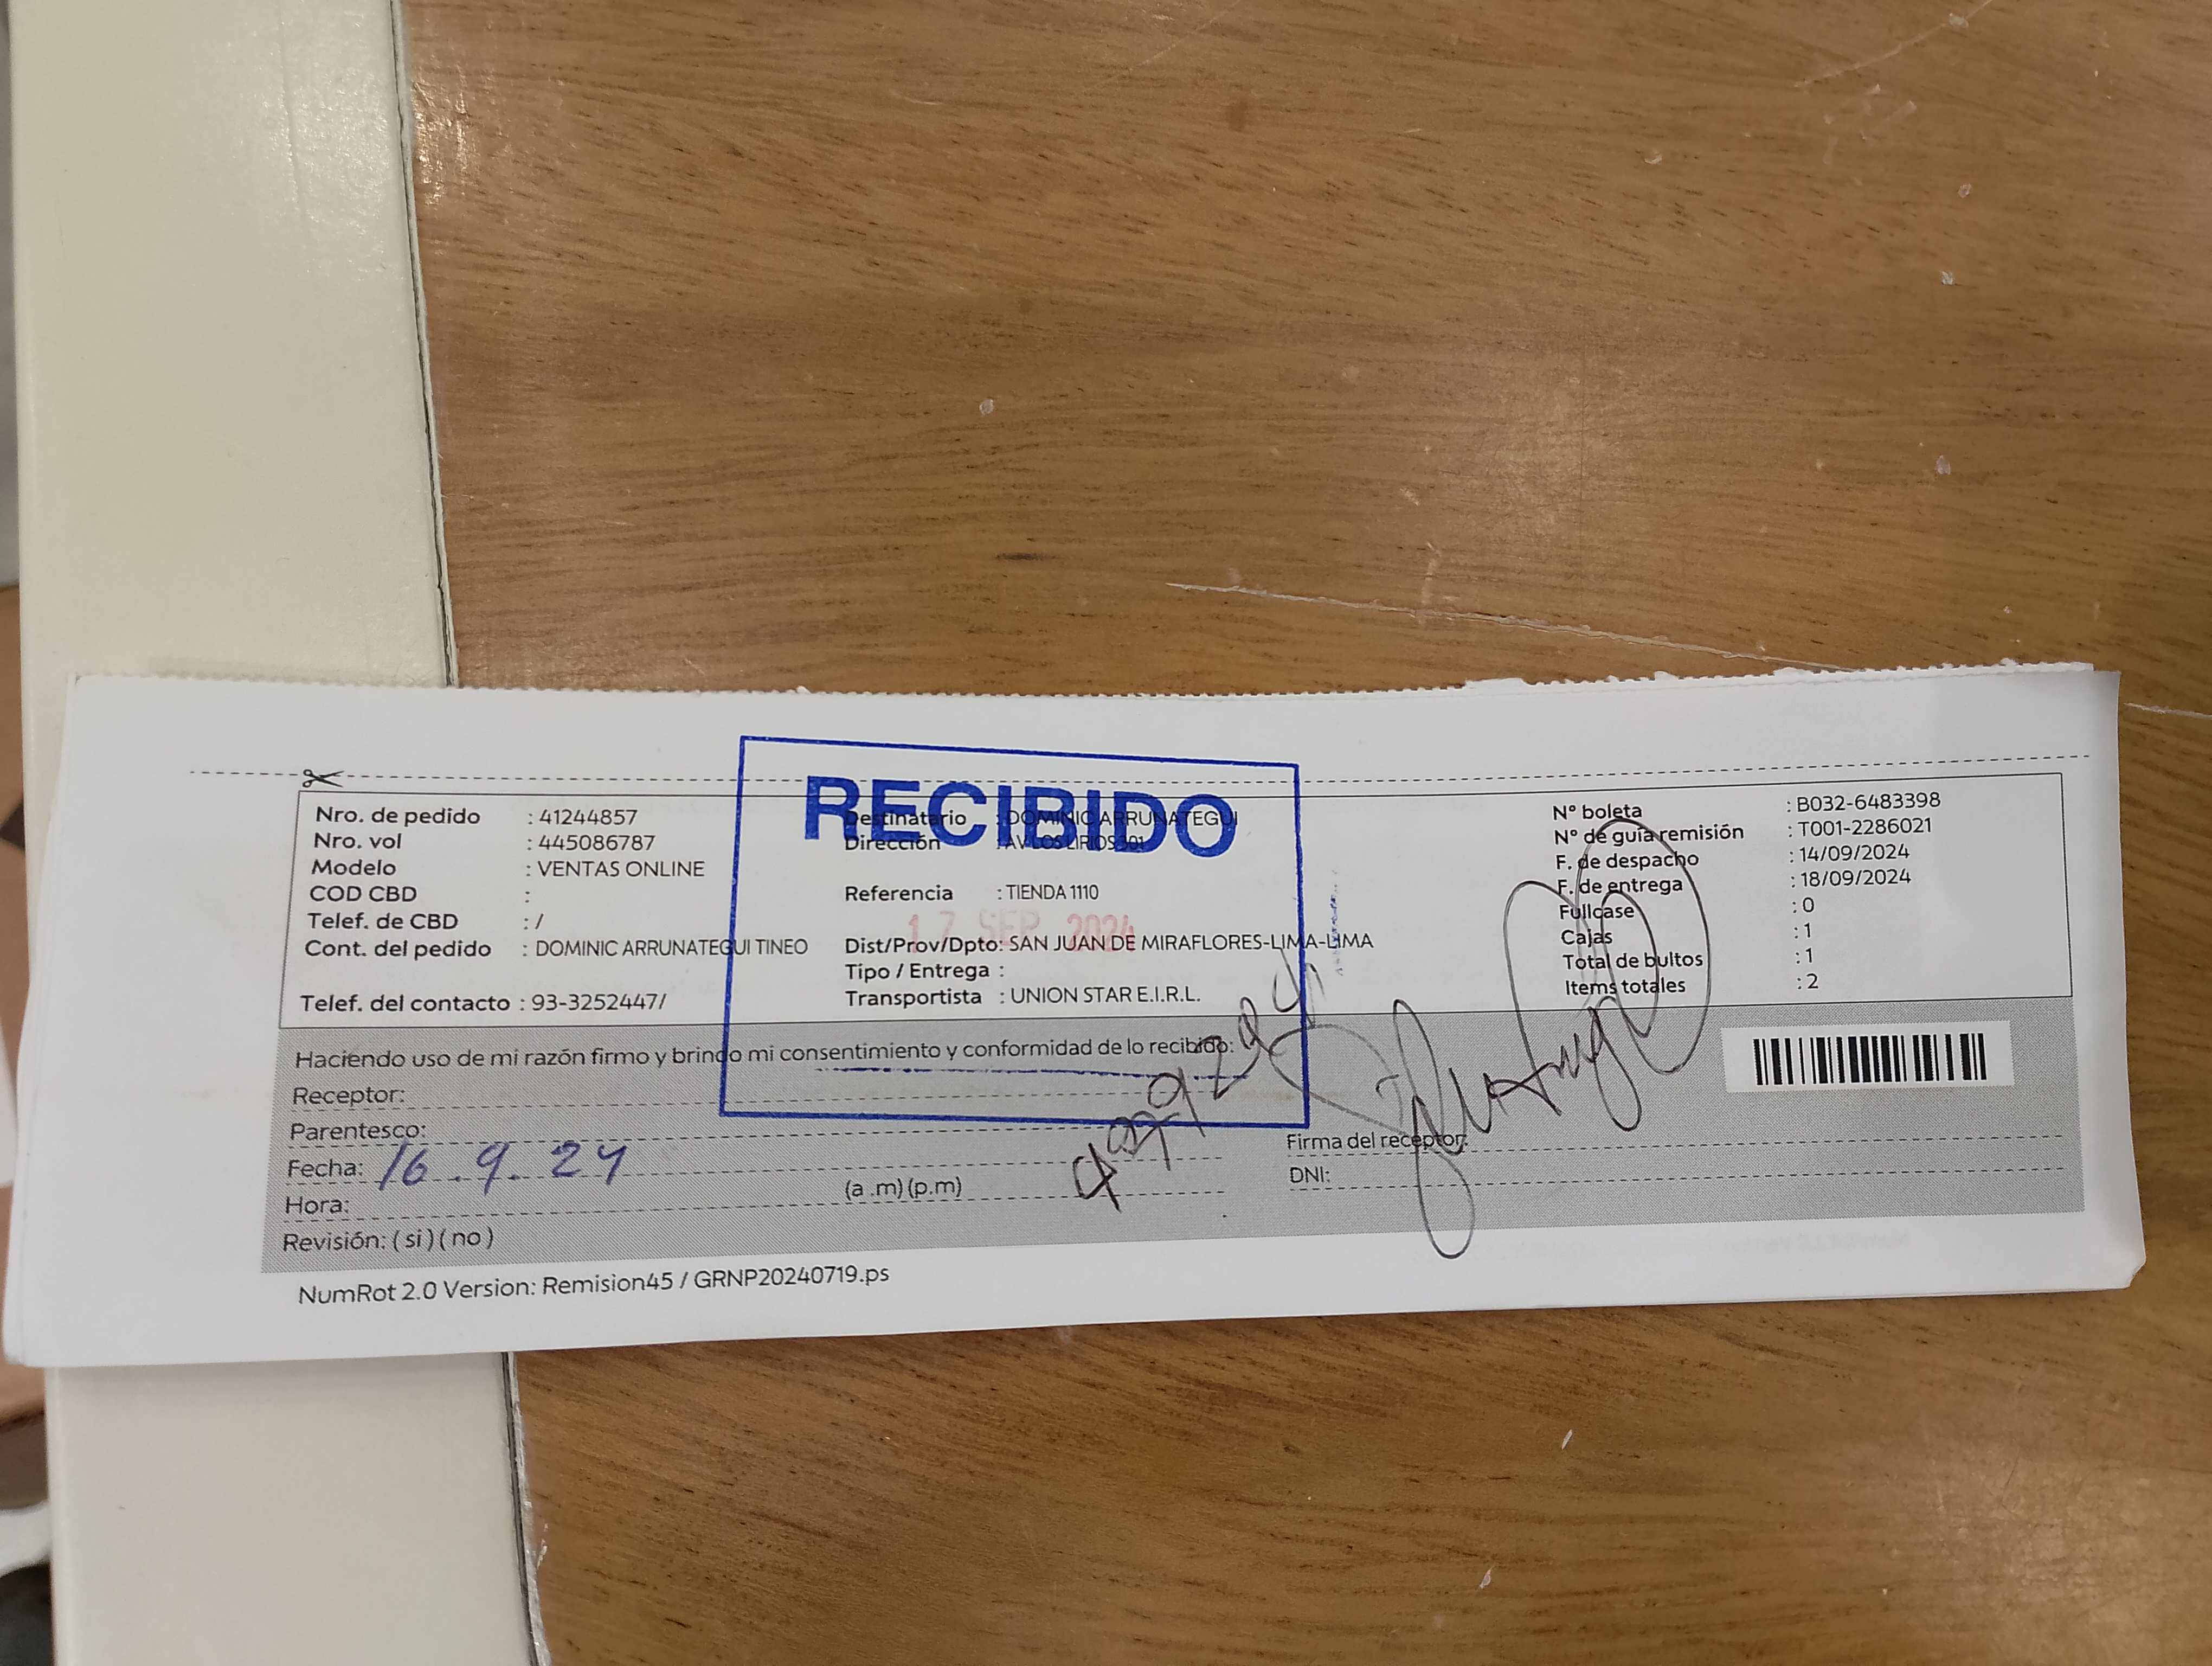 RECIBIDO
Nro. de pedido : 41244857
Nro. vol : 445086787
Modelo : VENTAS ONLINE
COD CBD :
Telef. de CBD : /
Cont. del pedido : DOMINIC ARRUNATEGUI TINEO
Telef. del contacto : 93-3252447/
Destinatario : DOMINIC ARRUNATEGUI
Dirección : AV LOS LIRIOS 301
Referencia : TIENDA 1110
17 SEP 2024
Dist/Prov/Dpto: SAN JUAN DE MIRAFLORES-LIMA-LIMA
Tipo / Entrega :
Transportista : UNION STAR E.I.R.L.
Nº boleta : B032-6483398
Nº de guía remisión : T001-2286021
F. de despacho : 14/09/2024
F. de entrega : 18/09/2024
Fullcase : 0
Cajas : 1
Total de bultos : 1
Items totales : 2
Haciendo uso de mi razón firmo y brindo mi consentimiento y conformidad de lo recibido:
Receptor:
Parentesco:
Fecha: 16.9.24
Hora: (a .m) (p.m)
Revisión: ( si ) ( no )
Firma del receptor:
DNI:
NumRot 2.0 Version: Remision45 / GRNP20240719.ps